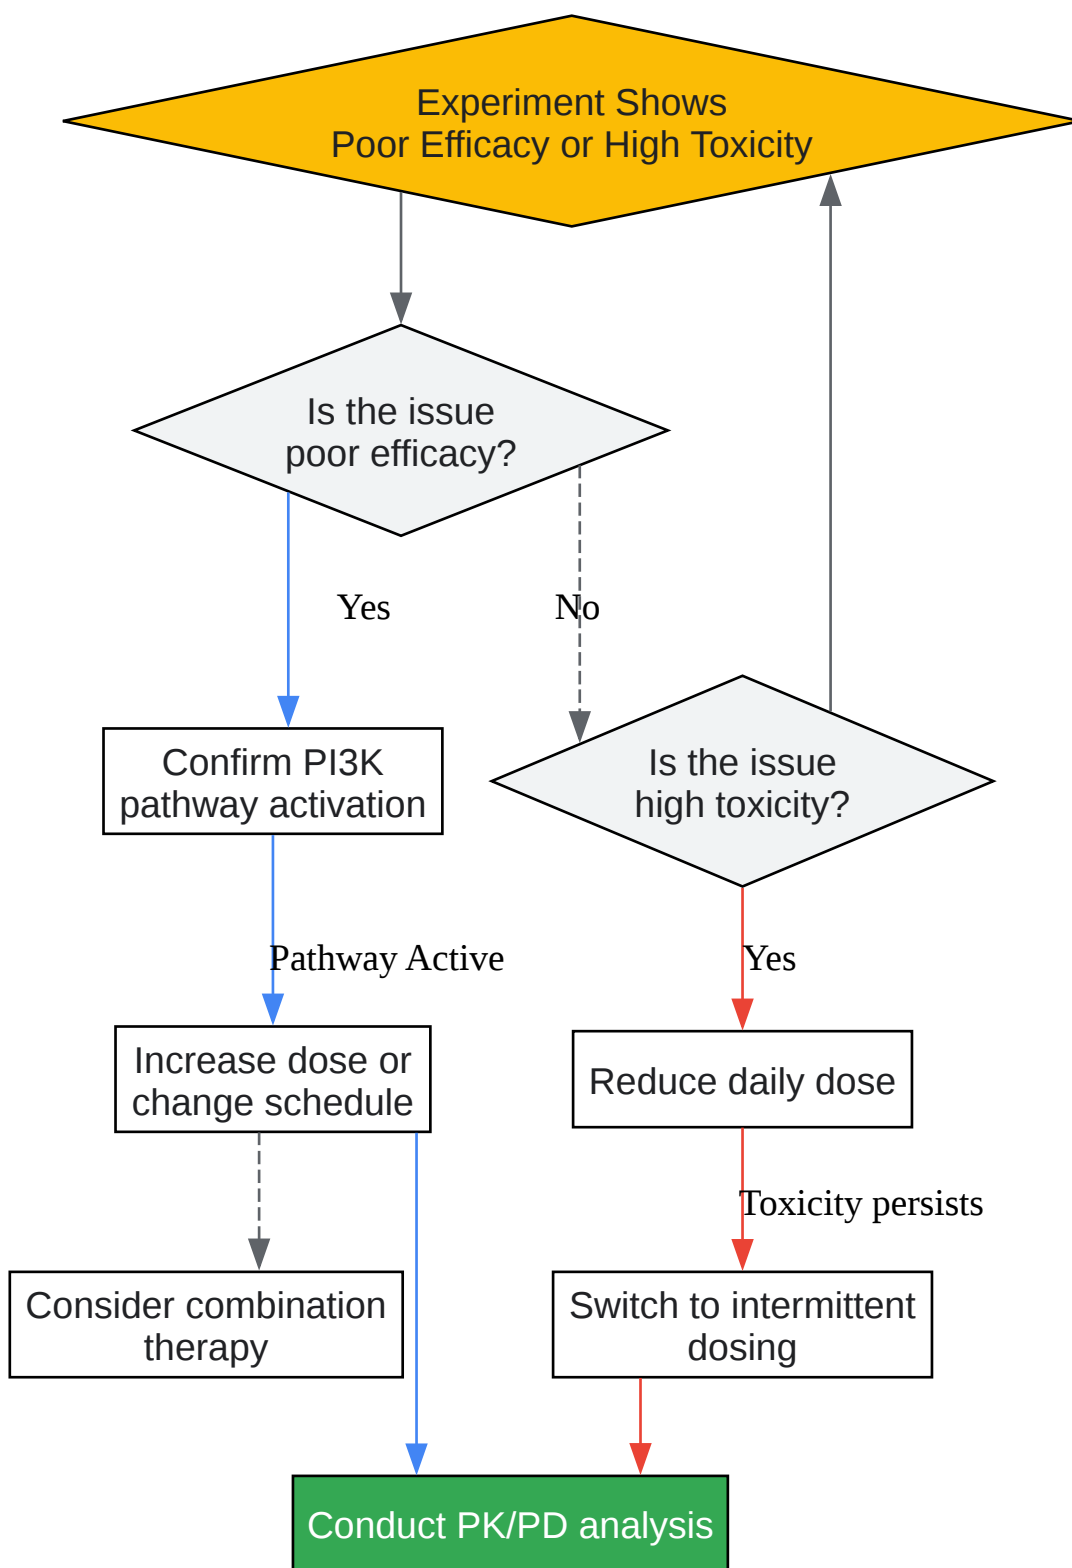 Experiment Shows
Poor Efficacy or High Toxicity
Is the issue
poor efficacy?
Yes
No
Confirm PI3K
pathway activation
Is the issue
high toxicity?
Pathway Active
Yes
Increase dose or
change schedule
Reduce daily dose
Toxicity persists
Consider combination
therapy
Switch to intermittent
dosing
Conduct PK/PD analysis